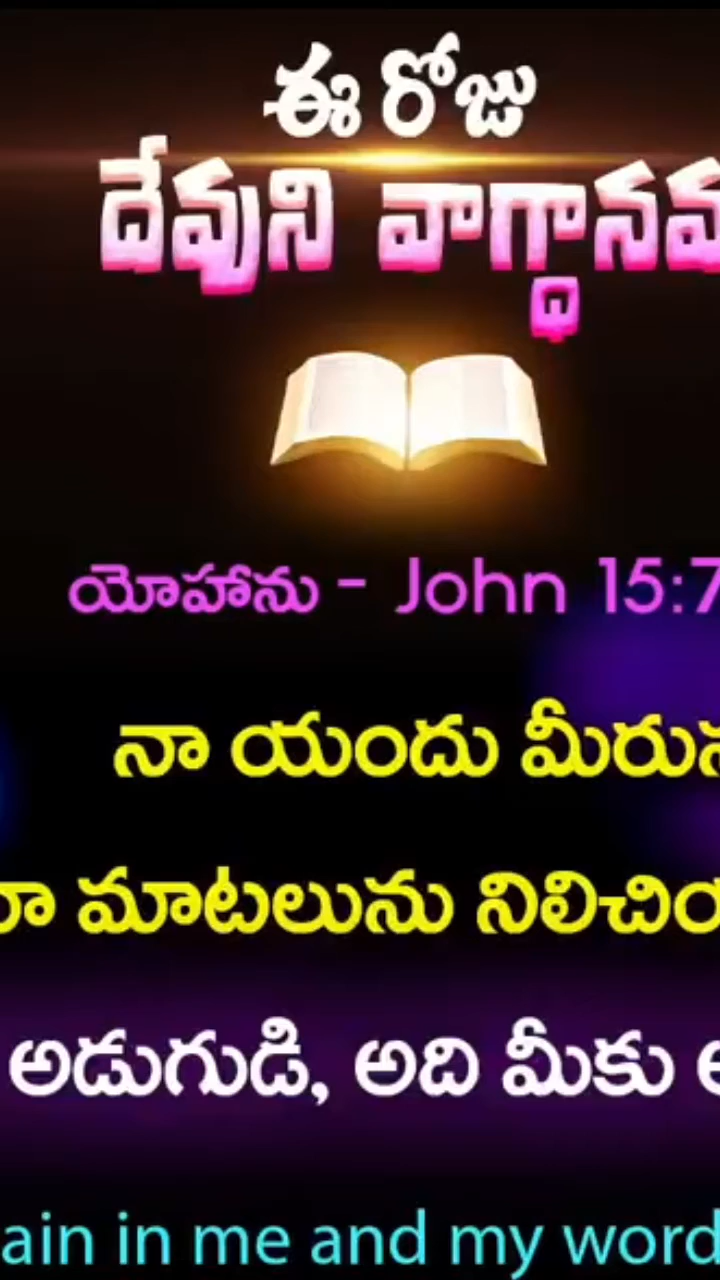 ఈ రోజు
దేవుని వాగ్దానవ
యోహాను - John 15:7
నా యందు మీరున
మాటలును నిలిచియ
అడుగుడి, అది మీకు
ain in me and my word